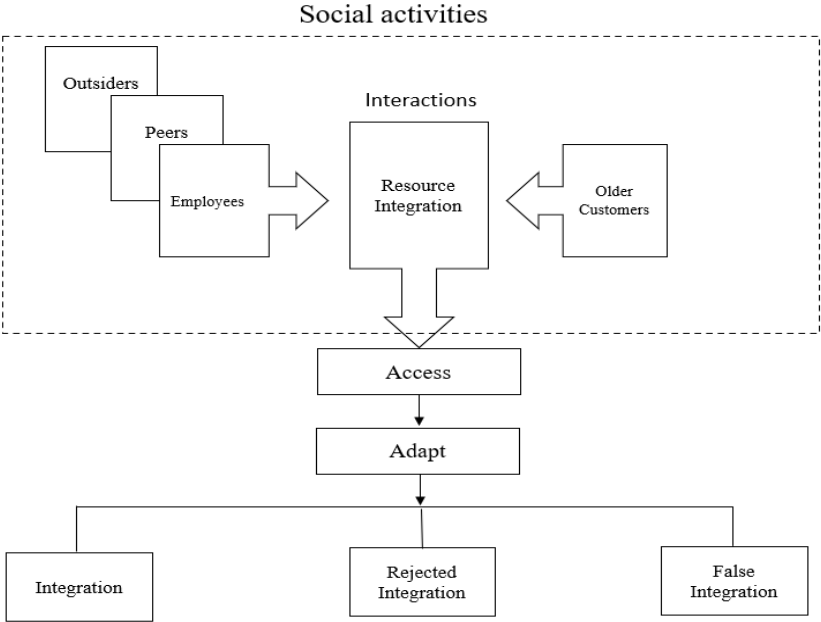 Social activities
Outsiders
Peers
Employees
Interactions
Resource
Integration
Older
Customers
Access
Adapt
Integration
Rejected
Integration
False
Integration